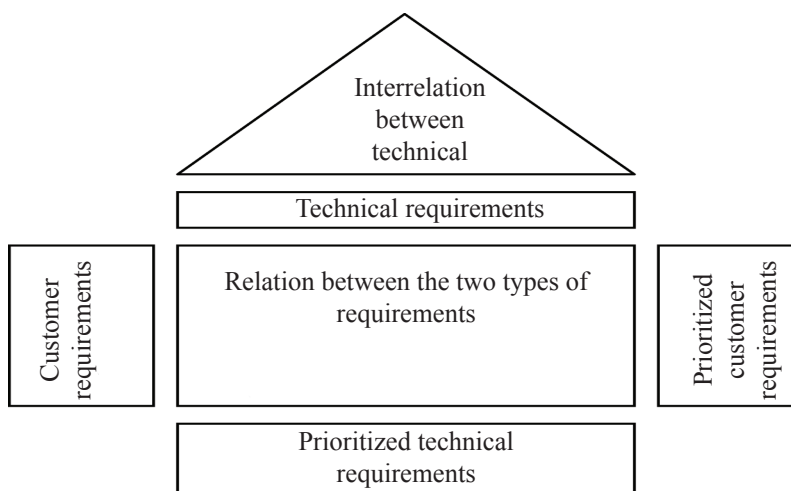 Interrelation
between
technical
Technical requirements
Customer
requirements
Relation between the two types of
requirements
Prioritized
customer
requirements
Prioritized technical
requirements